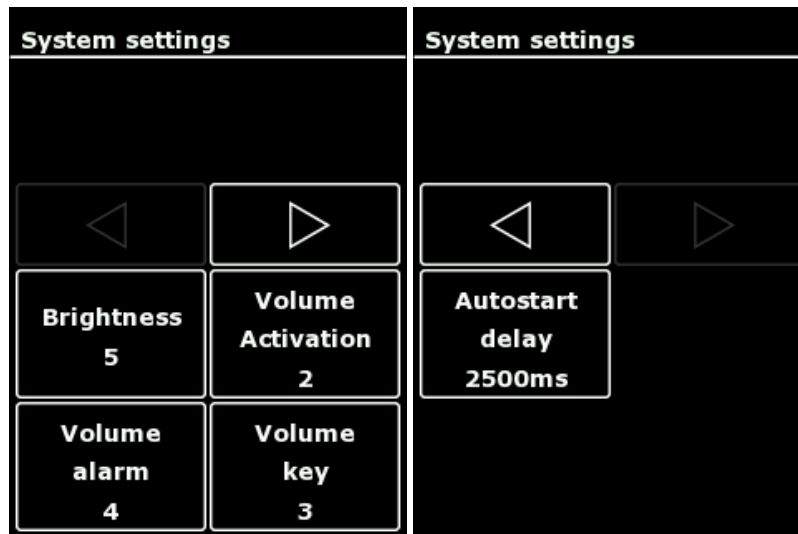 System settings
Brightness
5
Volume
Activation
2
Volume
alarm
4
Volume
key
3
System settings
Autostart
delay
2500ms